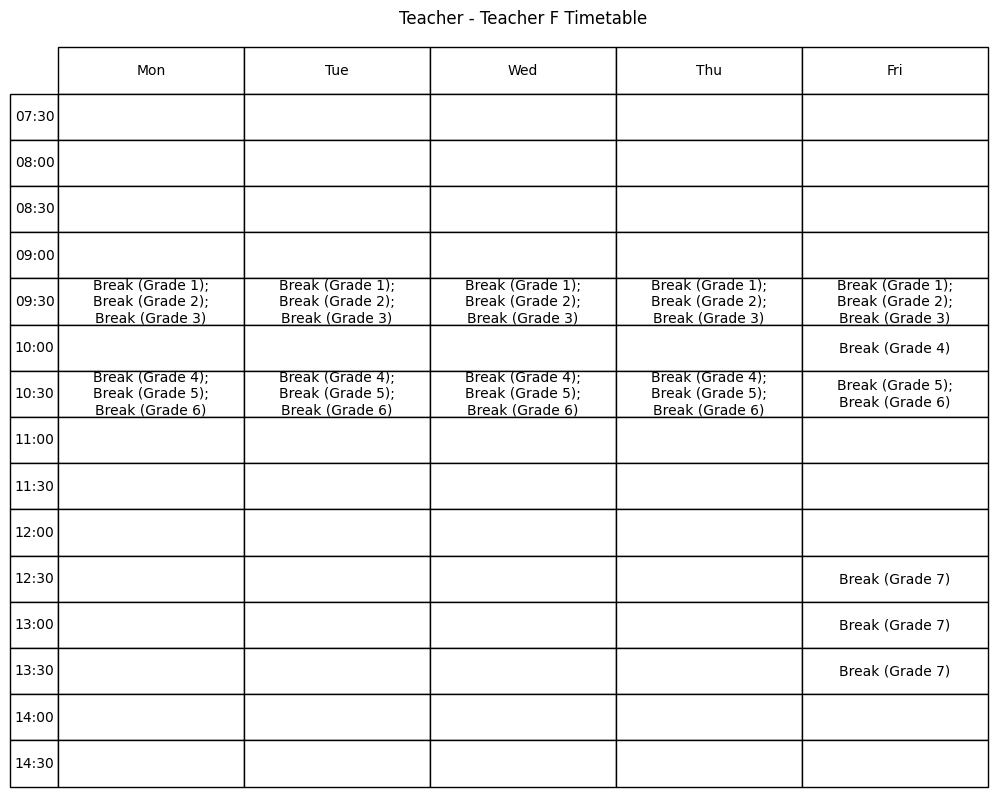 Teacher - Teacher F Timetable
Mon Tue Wed Thu Fri
07:30
08:00
08:30
09:00
09:30
Break (Grade 1);
Break (Grade 2);
Break (Grade 3)
Break (Grade 1);
Break (Grade 2);
Break (Grade 3)
Break (Grade 1);
Break (Grade 2);
Break (Grade 3)
Break (Grade 1);
Break (Grade 2);
Break (Grade 3)
Break (Grade 1);
Break (Grade 2);
Break (Grade 3)
10:00
Break (Grade 4)
10:30
Break (Grade 4);
Break (Grade 5);
Break (Grade 6)
Break (Grade 4);
Break (Grade 5);
Break (Grade 6)
Break (Grade 4);
Break (Grade 5);
Break (Grade 6)
Break (Grade 4);
Break (Grade 5);
Break (Grade 6)
Break (Grade 5);
Break (Grade 6)
11:00
11:30
12:00
12:30
Break (Grade 7)
13:00
Break (Grade 7)
13:30
Break (Grade 7)
14:00
14:30